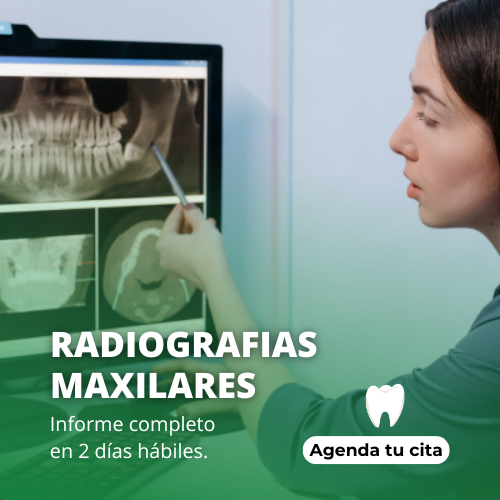 RADIOGRAFIAS
MAXILARES
Informe completo
en 2 días hábiles.
Agenda tu cita